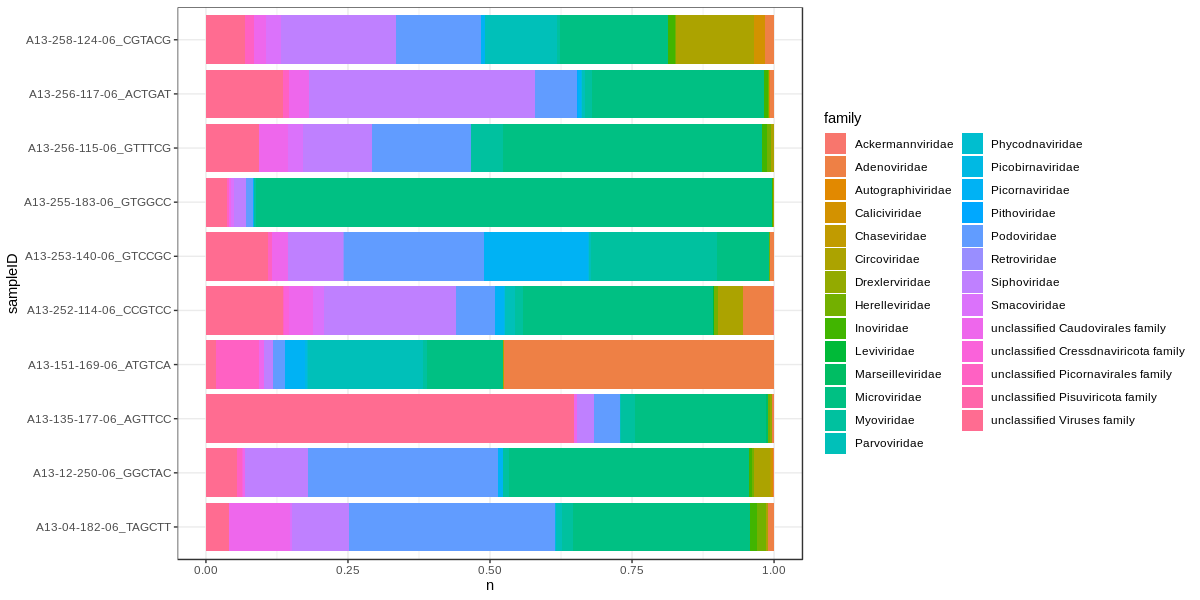 A13-258-124-06_CGTACG
A13-256-117-06_ACTGAT
A13-256-115-06_GTTTCG
A13-255-183-06_GTGGCC
A13-253-140-06_GTCCGC
A13-252-114-06_CCGTCC
A13-151-169-06_ATGTCA
A13-135-177-06_AGTTCC
A13-12-250-06_GGCTAC
A13-04-182-06_TAGCTT
sampleID
0.00 0.25 0.50 0.75 1.00
n
family
Ackermannviridae
Adenoviridae
Autographiviridae
Caliciviridae
Chaseviridae
Circoviridae
Drexlerviridae
Herelleviridae
Inoviridae
Leviviridae
Marseilleviridae
Microviridae
Myoviridae
Parvoviridae
Phycodnaviridae
Picobirnaviridae
Picornaviridae
Pithoviridae
Podoviridae
Retroviridae
Siphoviridae
Smacoviridae
unclassified Caudovirales family
unclassified Cressdnaviricota family
unclassified Picornavirales family
unclassified Pisuviricota family
unclassified Viruses family